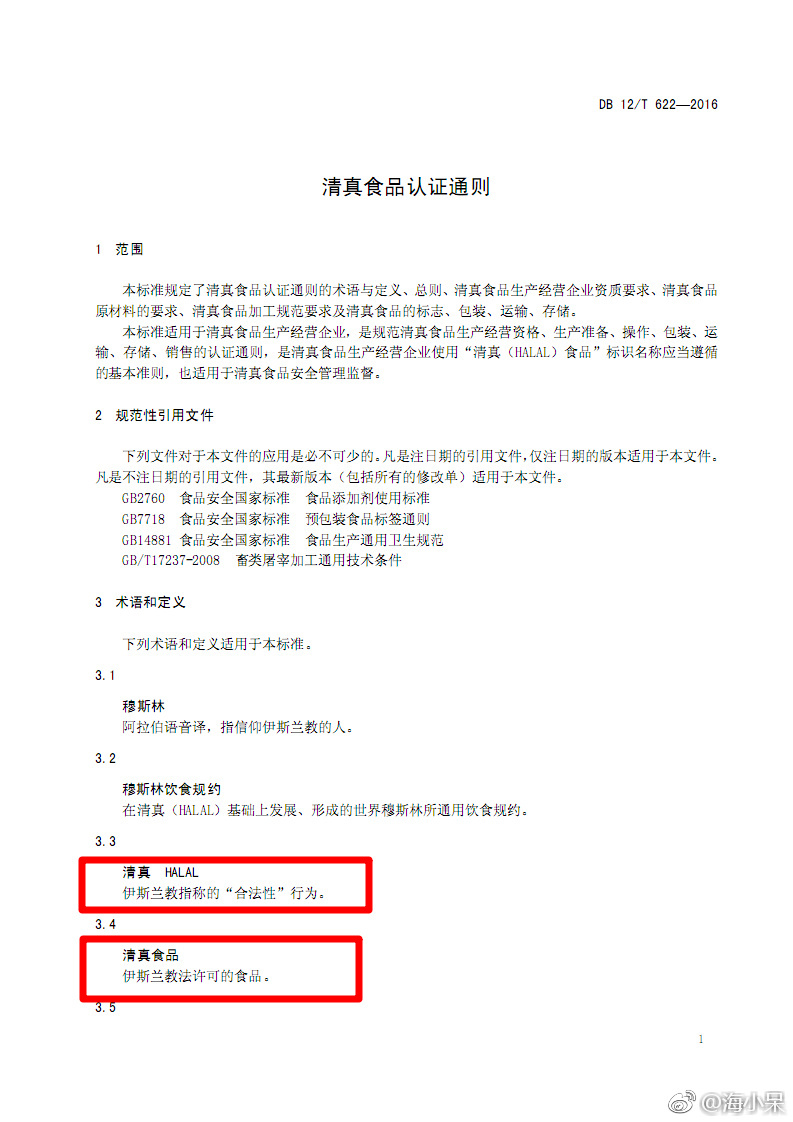 DB 12/T 622—2016
清真食品认证通则
1 范围
本标准规定了清真食品认证通则的术语与定义、总则、清真食品生产经营企业资质要求、清真食品
原材料的要求、清真食品加工规范要求及清真食品的标志、包装、运输、存储。
本标准适用于清真食品生产经营企业，是规范清真食品生产经营资格、生产准备、操作、包装、运
输、存储、销售的认证通则，是清真食品生产经营企业使用“清真（HALAL）食品”标识名称应当遵循
的基本准则，也适用于清真食品安全管理监督。
2 规范性引用文件
下列文件对于本文件的应用是必不可少的。凡是注日期的引用文件，仅注日期的版本适用于本文件。
凡是不注日期的引用文件，其最新版本（包括所有的修改单）适用于本文件。
GB2760 食品安全国家标准 食品添加剂使用标准
GB7718 食品安全国家标准 预包装食品标签通则
GB14881 食品安全国家标准 食品生产通用卫生规范
GB/T17237-2008 畜类屠宰加工通用技术条件
3 术语和定义
下列术语和定义适用于本标准。
3.1
穆斯林
阿拉伯语音译，指信仰伊斯兰教的人。
3.2
穆斯林饮食规约
在清真（HALAL）基础上发展、形成的世界穆斯林所通用饮食规约。
3.3
清真 HALAL
伊斯兰教指称的“合法性”行为。
3.4
清真食品
伊斯兰教法许可的食品。
3.5
1
@海小呆